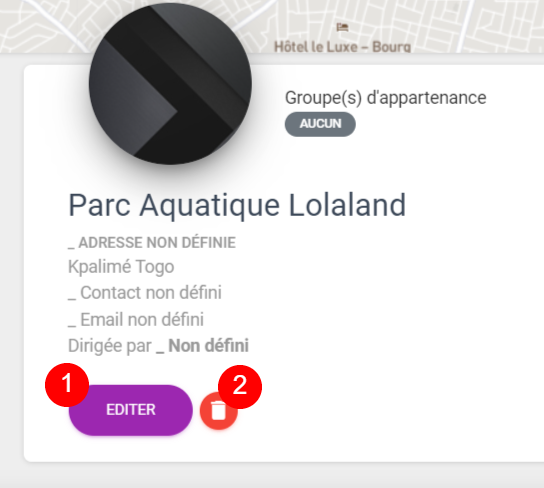 Hôtel le Luxe – Bourg
Groupe(s) d'appartenance
AUCUN
Parc Aquatique Lolaland
_ ADRESSE NON DÉFINIE
Kpalimé Togo
_ Contact non défini
_ Email non défini
Dirigée par _ Non défini
1
2
EDITER